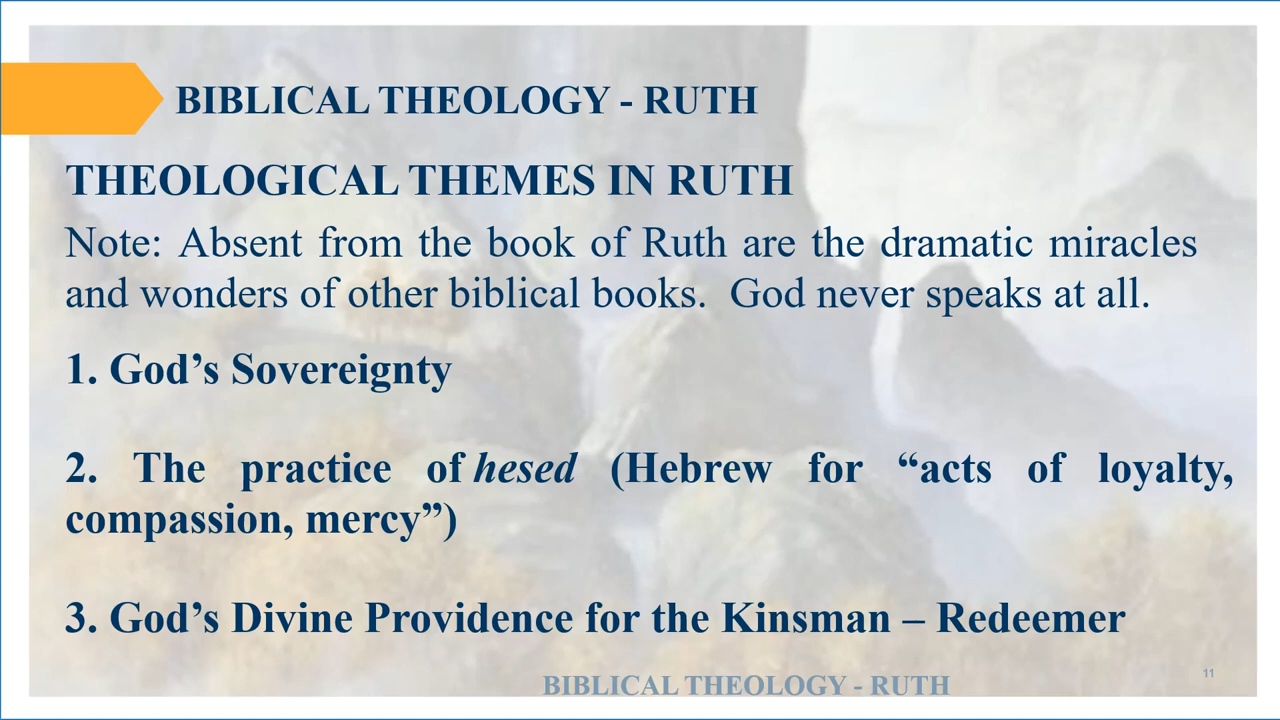 BIBLICAL THEOLOGY - RUTH
THEOLOGICAL THEMES IN RUTH
Note: Absent from the book of Ruth are the dramatic miracles
and wonders of other biblical books.  God never speaks at all.
1. God’s Sovereignty
2. The practice of hesed (Hebrew for “acts of loyalty,
compassion, mercy”)
3. God’s Divine Providence for the Kinsman – Redeemer
11
BIBLICAL THEOLOGY - RUTH